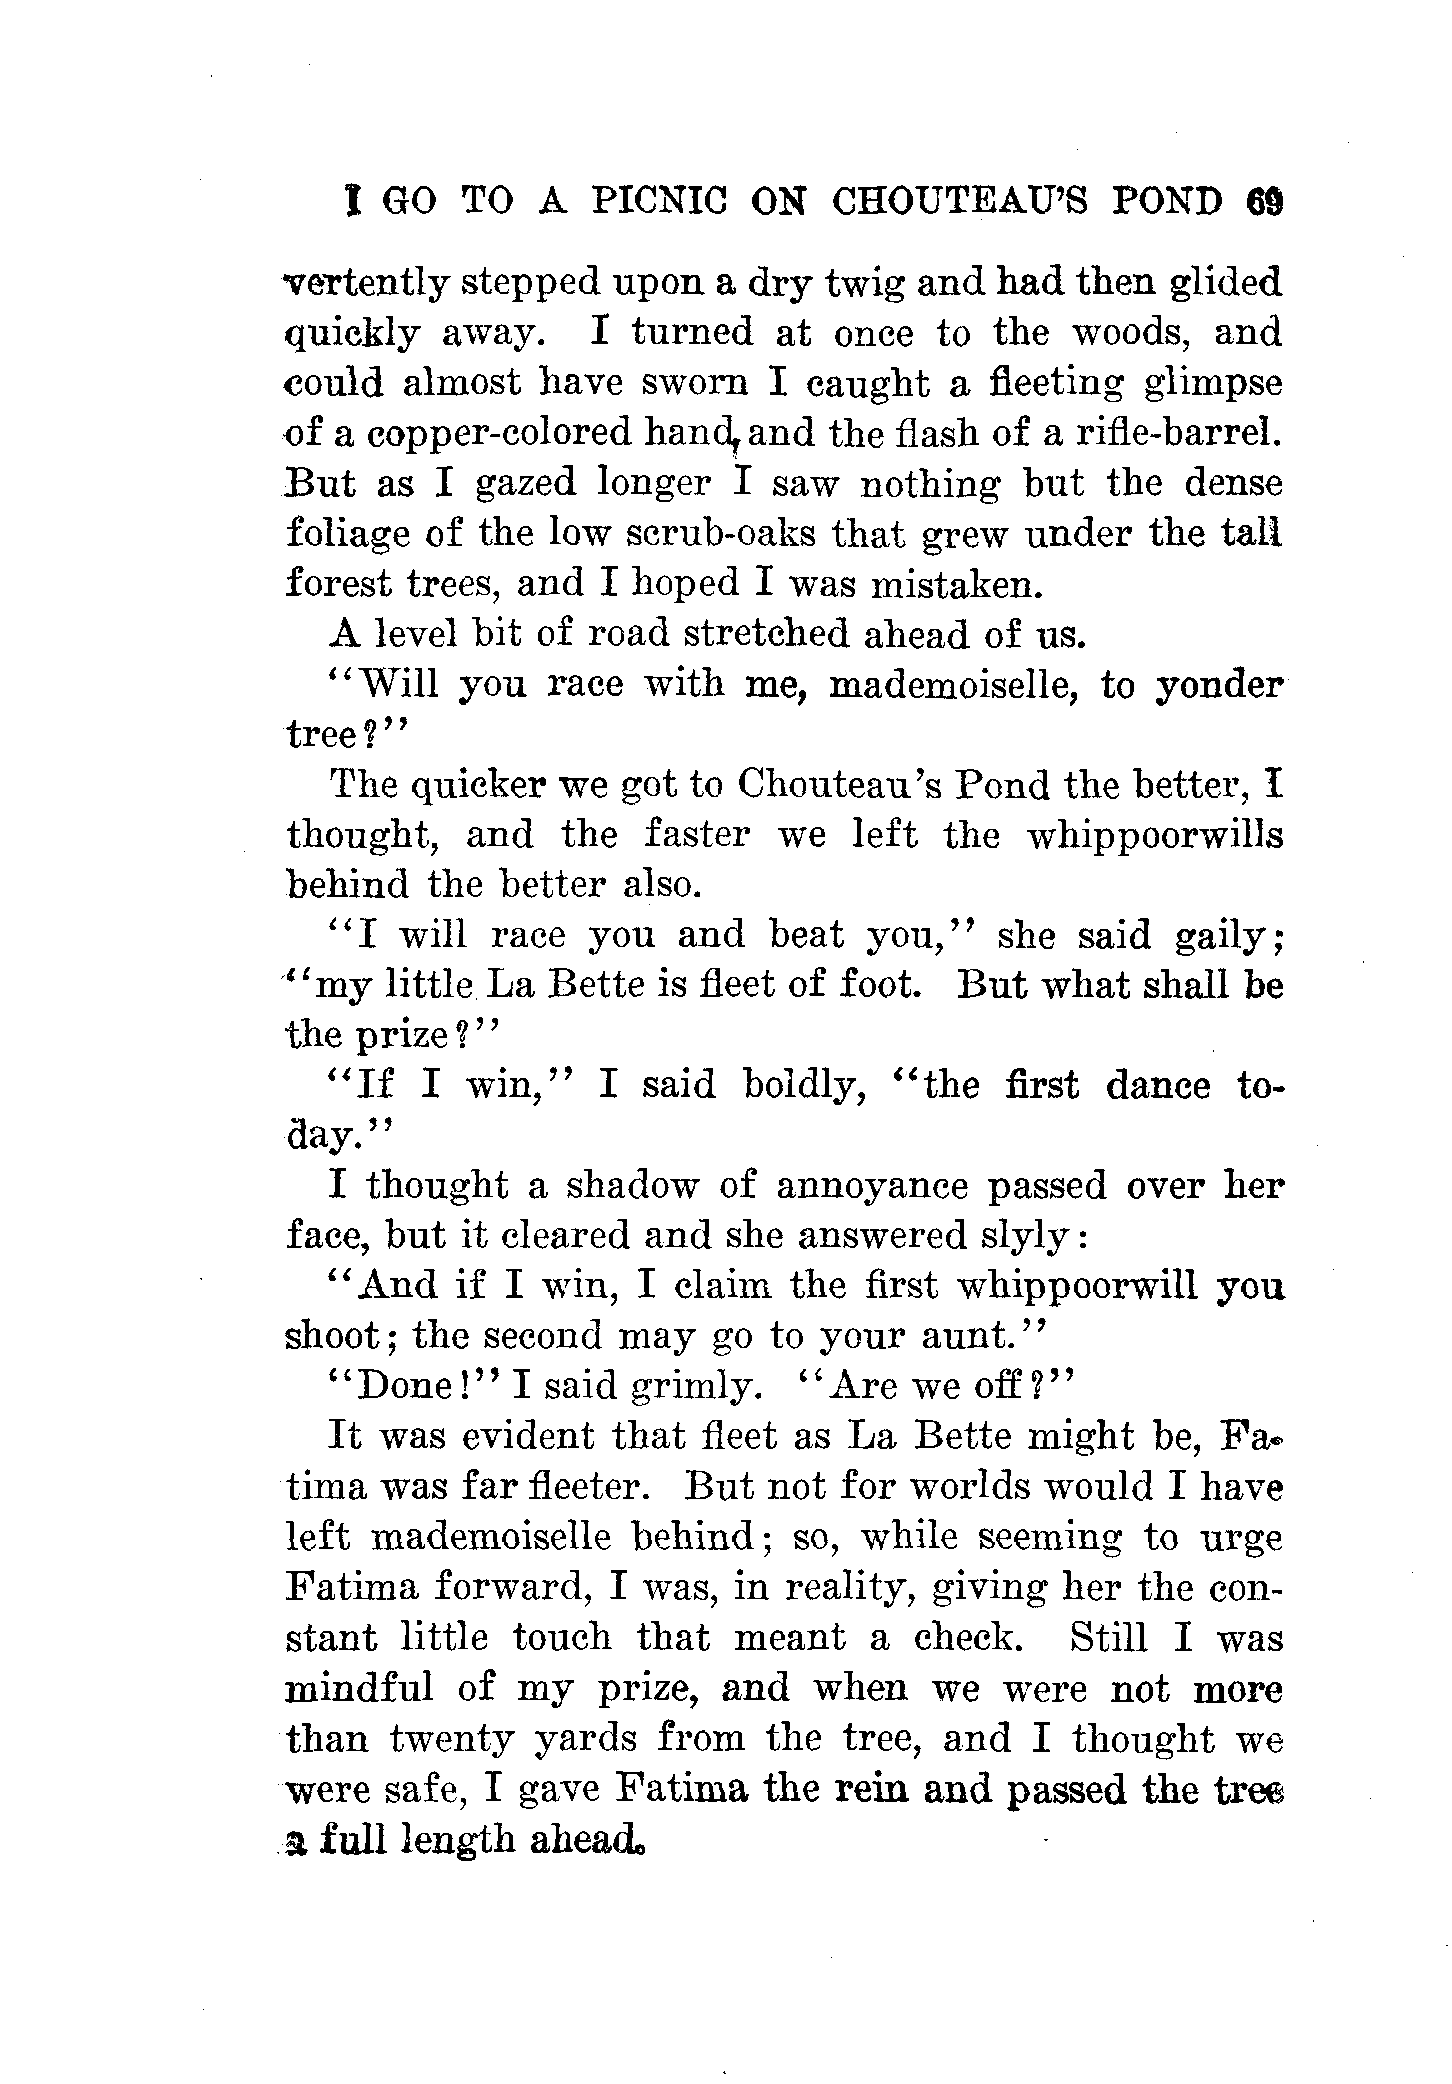 I GO TO A PICNIC ON CHOUTEAU'S POND 69
vertently stepped upon a dry twig and had then glided
quickly away. I turned at once to the woods, and
could almost have sworn I caught a fleeting glimpse
of a copper-colored hand, and the flash of a rifle-barrel.
But as I gazed longer I saw nothing but the dense
foliage of the low scrub-oaks that grew under the tall
forest trees, and I hoped I was mistaken.
A level bit of road stretched ahead of us.
"Will you race with me, mademoiselle, to yonder
tree?"
The quicker we got to Chouteau's Pond the better, I
thought, and the faster we left the whippoorwills
behind the better also.
"I will race you and beat you," she said gaily;
"my little La Bette is fleet of foot. But what shall be
the prize?"
"If I win," I said boldly, "the first dance to-
day."
I thought a shadow of annoyance passed over her
face, but it cleared and she answered slyly:
"And if I win, I claim the first whippoorwill you
shoot; the second may go to your aunt."
"Done!" I said grimly. "Are we off?"
It was evident that fleet as La Bette might be, Fa-
tima was far fleeter. But not for worlds would I have
left mademoiselle behind; so, while seeming to urge
Fatima forward, I was, in reality, giving her the con-
stant little touch that meant a check. Still I was
mindful of my prize, and when we were not more
than twenty yards from the tree, and I thought we
were safe, I gave Fatima the rein and passed the tree
a full length ahead.